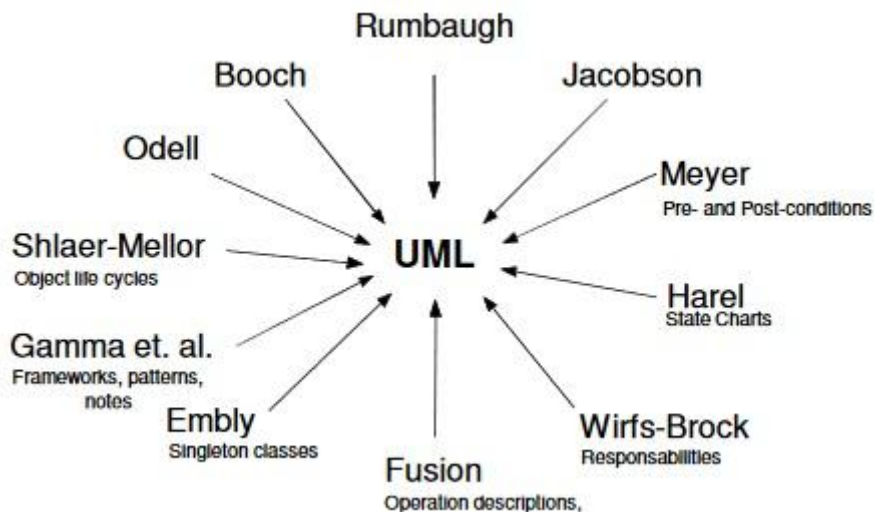 Rumbaugh
Booch
Jacobson
Odell
Meyer
Pre- and Post-conditions
Shlaer-Mellor
Object life cycles
UML
Harel
State Charts
Gamma et. al.
Frameworks, patterns,
notes
Embly
Singleton classes
Wirfs-Brock
Responsabilities
Fusion
Operation descriptions,